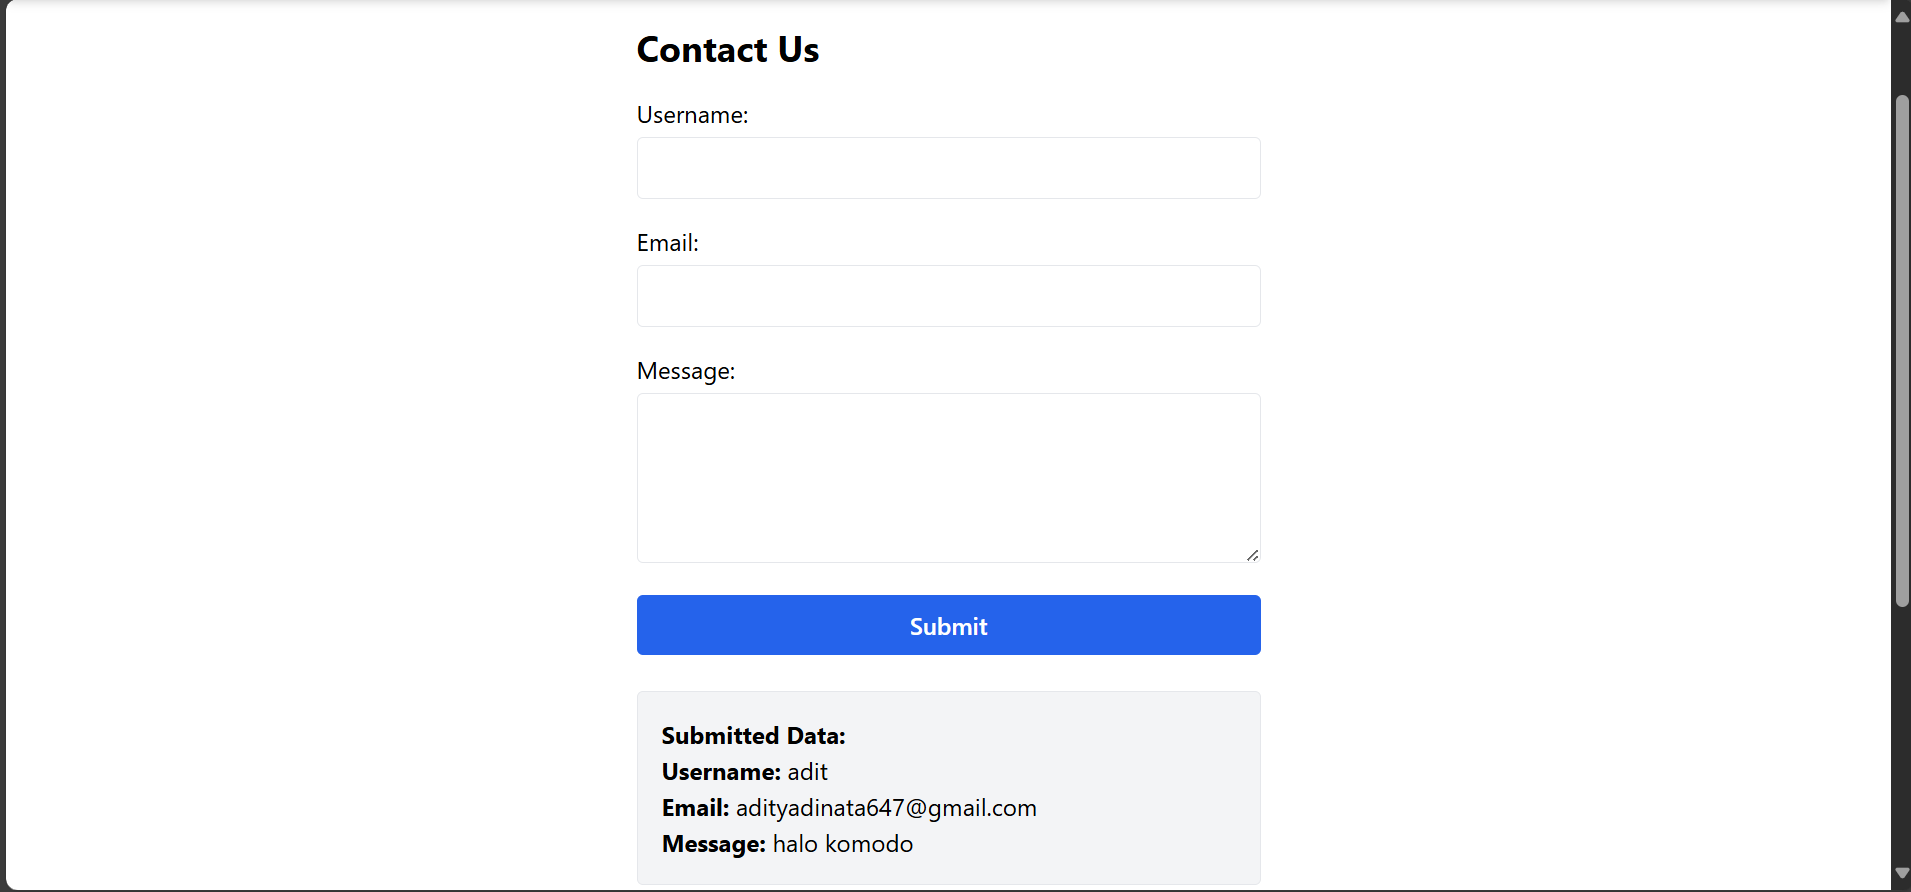 Contact Us
Username:
Email:
Message:
Submit
Submitted Data:
Username: adit
Email: adityadinata647@gmail.com
Message: halo komodo